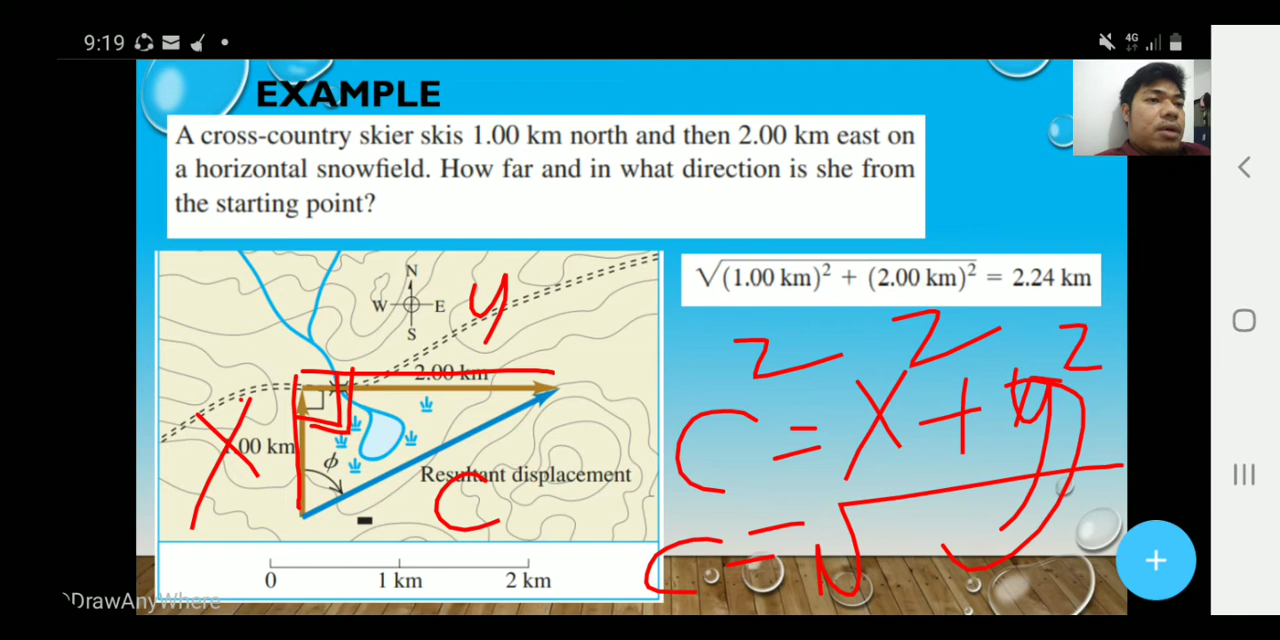 9:19
4G
EXAMPLE
A cross-country skier skis 1.00 km north and then 2.00 km east on
a horizontal snowfield. How far and in what direction is she from
the starting point?
N
W E
S
y
2.00 km
X
00 km
ϕ
Resultant displacement
C
0 1 km 2 km
√(1.00 km)² + (2.00 km)² = 2.24 km
C² = X² + y²
C = √
DrawAnyWhere